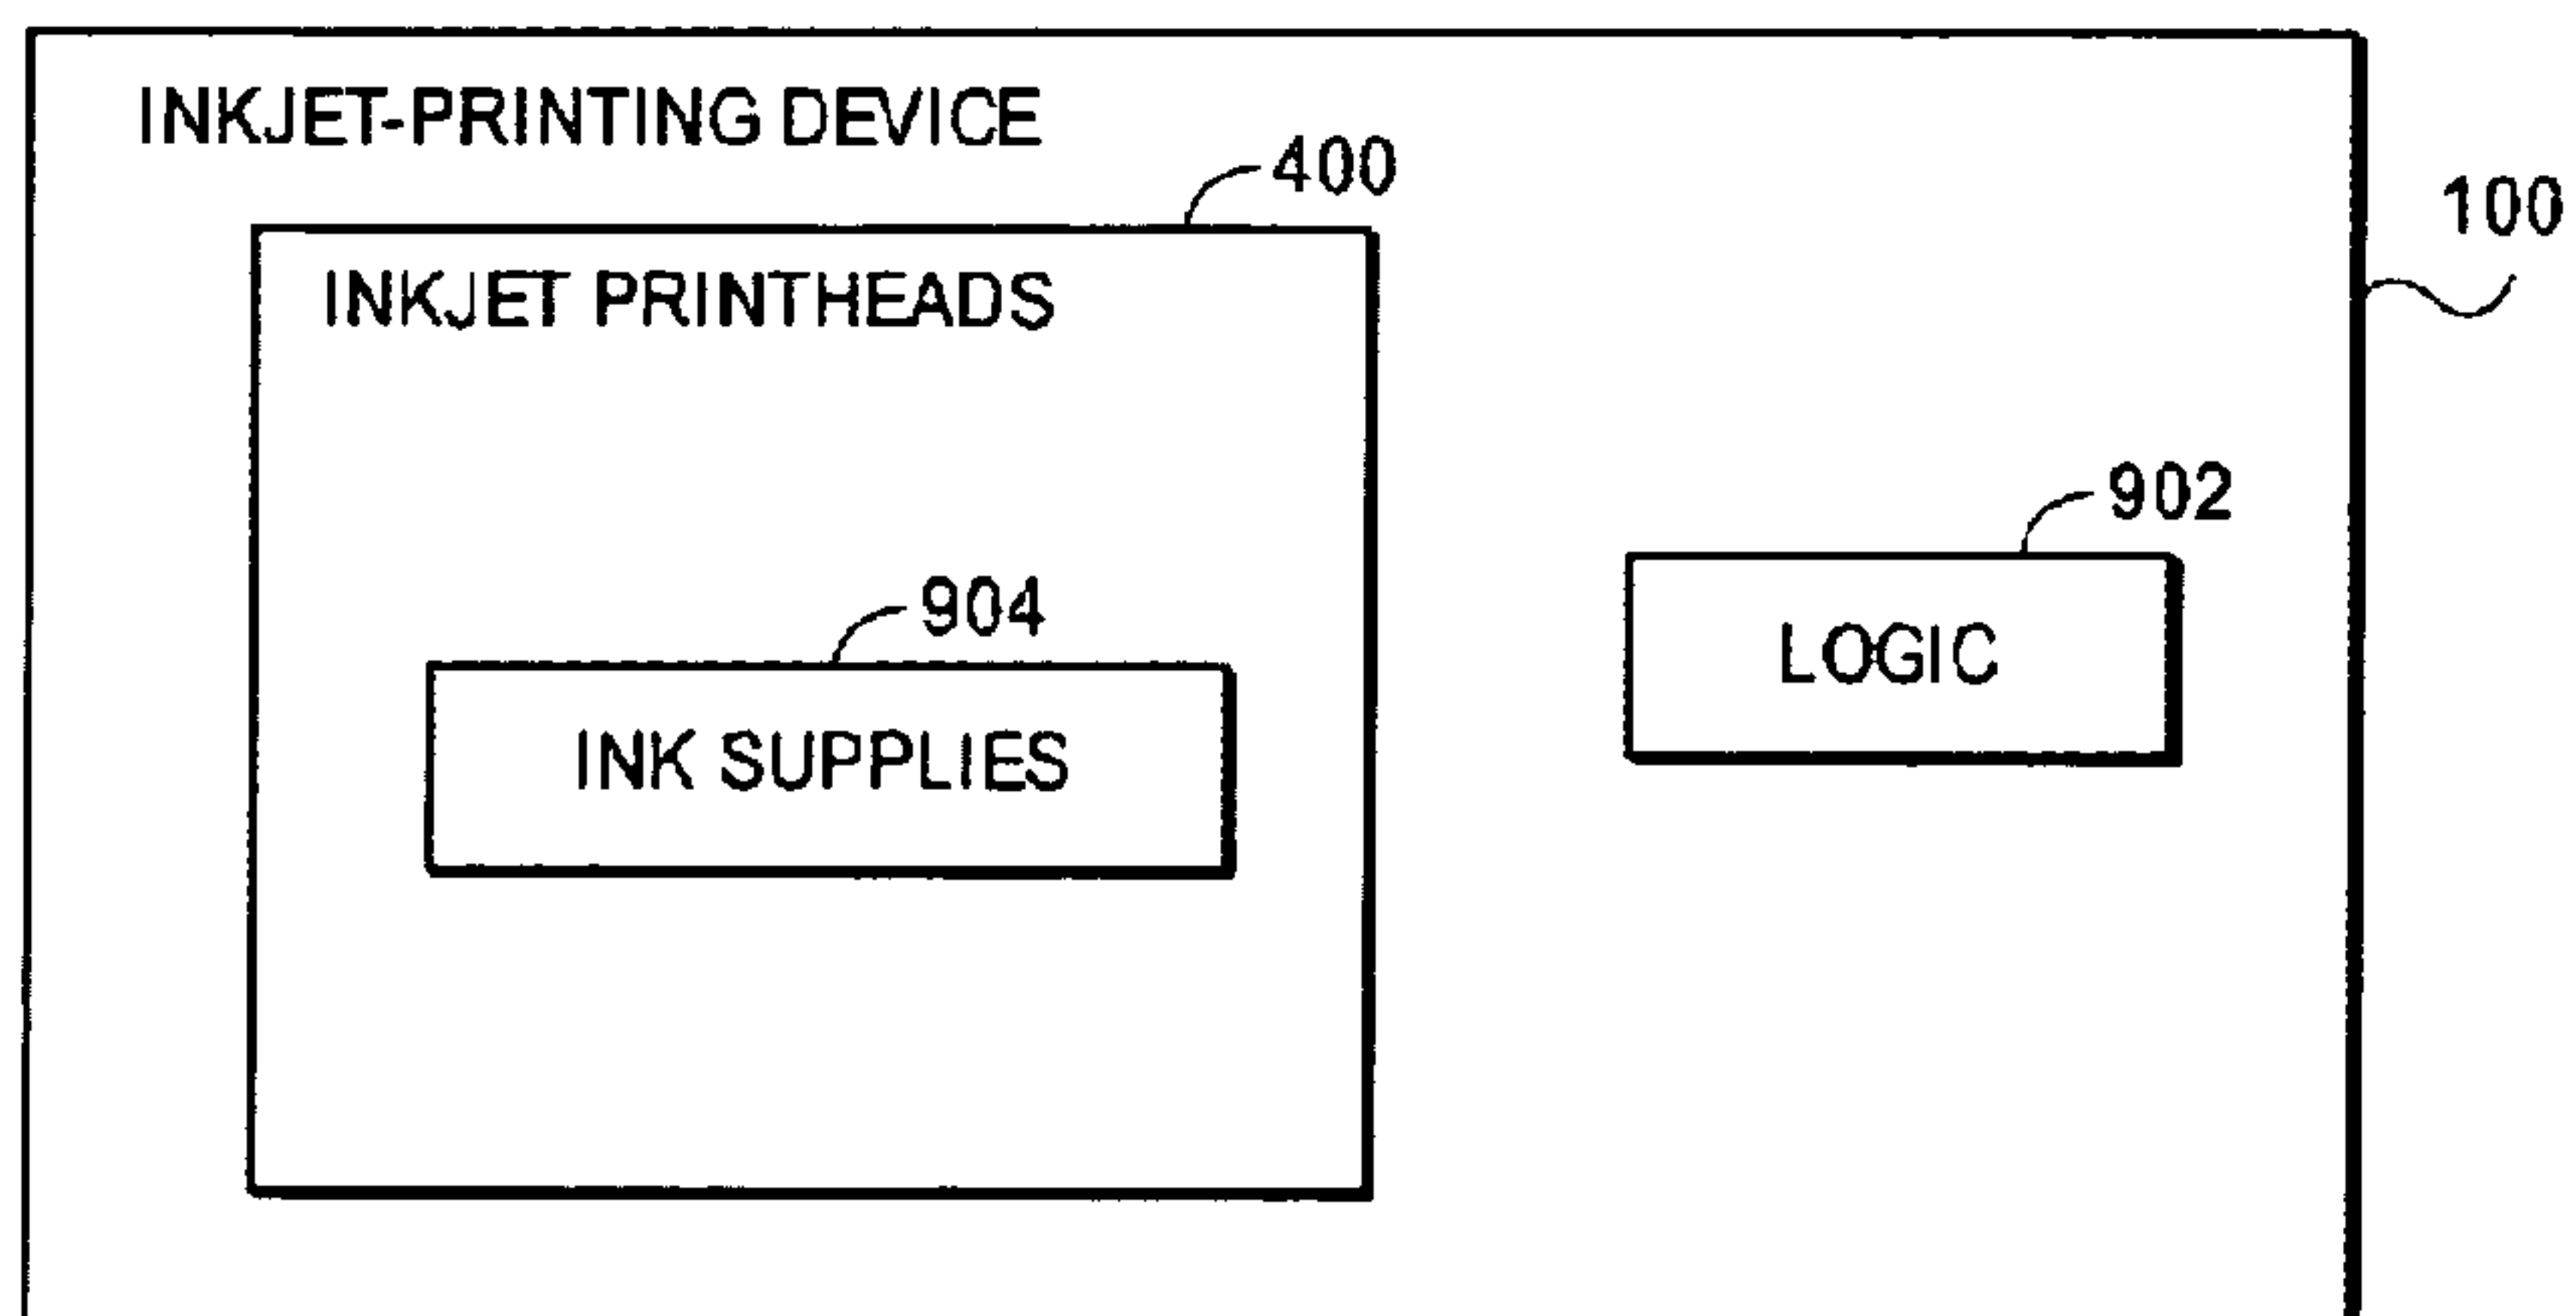 INKJET-PRINTING DEVICE
400
100
INKJET PRINTHEADS
902
904
LOGIC
INK SUPPLIES